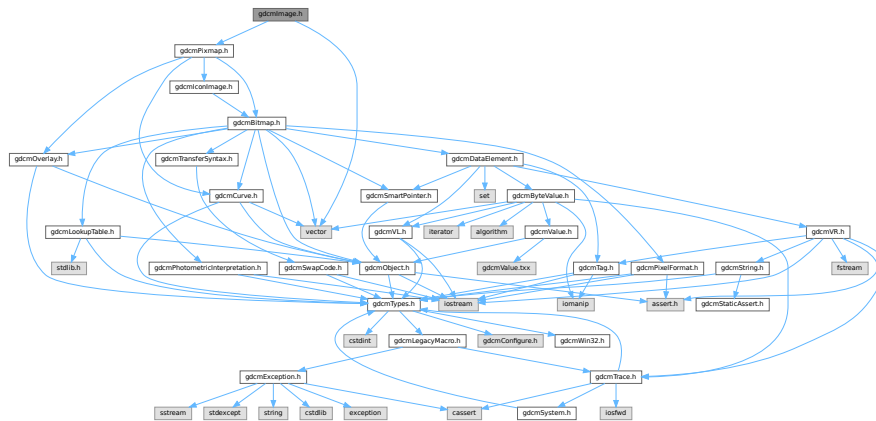 gdcmImage.h
gdcmPixmap.h
gdcmIconImage.h
gdcmBitmap.h
gdcmOverlay.h
gdcmTransferSyntax.h
gdcmDataElement.h
gdcmCurve.h
gdcmSmartPointer.h
set
gdcmByteValue.h
gdcmLookupTable.h
vector
gdcmVL.h
iterator
algorithm
gdcmValue.h
gdcmVR.h
stdlib.h
gdcmPhotometricInterpretation.h
gdcmSwapCode.h
gdcmObject.h
gdcmValue.txx
gdcmTag.h
gdcmPixelFormat.h
gdcmString.h
fstream
gdcmTypes.h
iostream
iomanip
assert.h
gdcmStaticAssert.h
cstdint
gdcmLegacyMacro.h
gdcmConfigure.h
gdcmWin32.h
gdcmException.h
gdcmTrace.h
sstream
stdexcept
string
cstdlib
exception
cassert
gdcmSystem.h
iosfwd